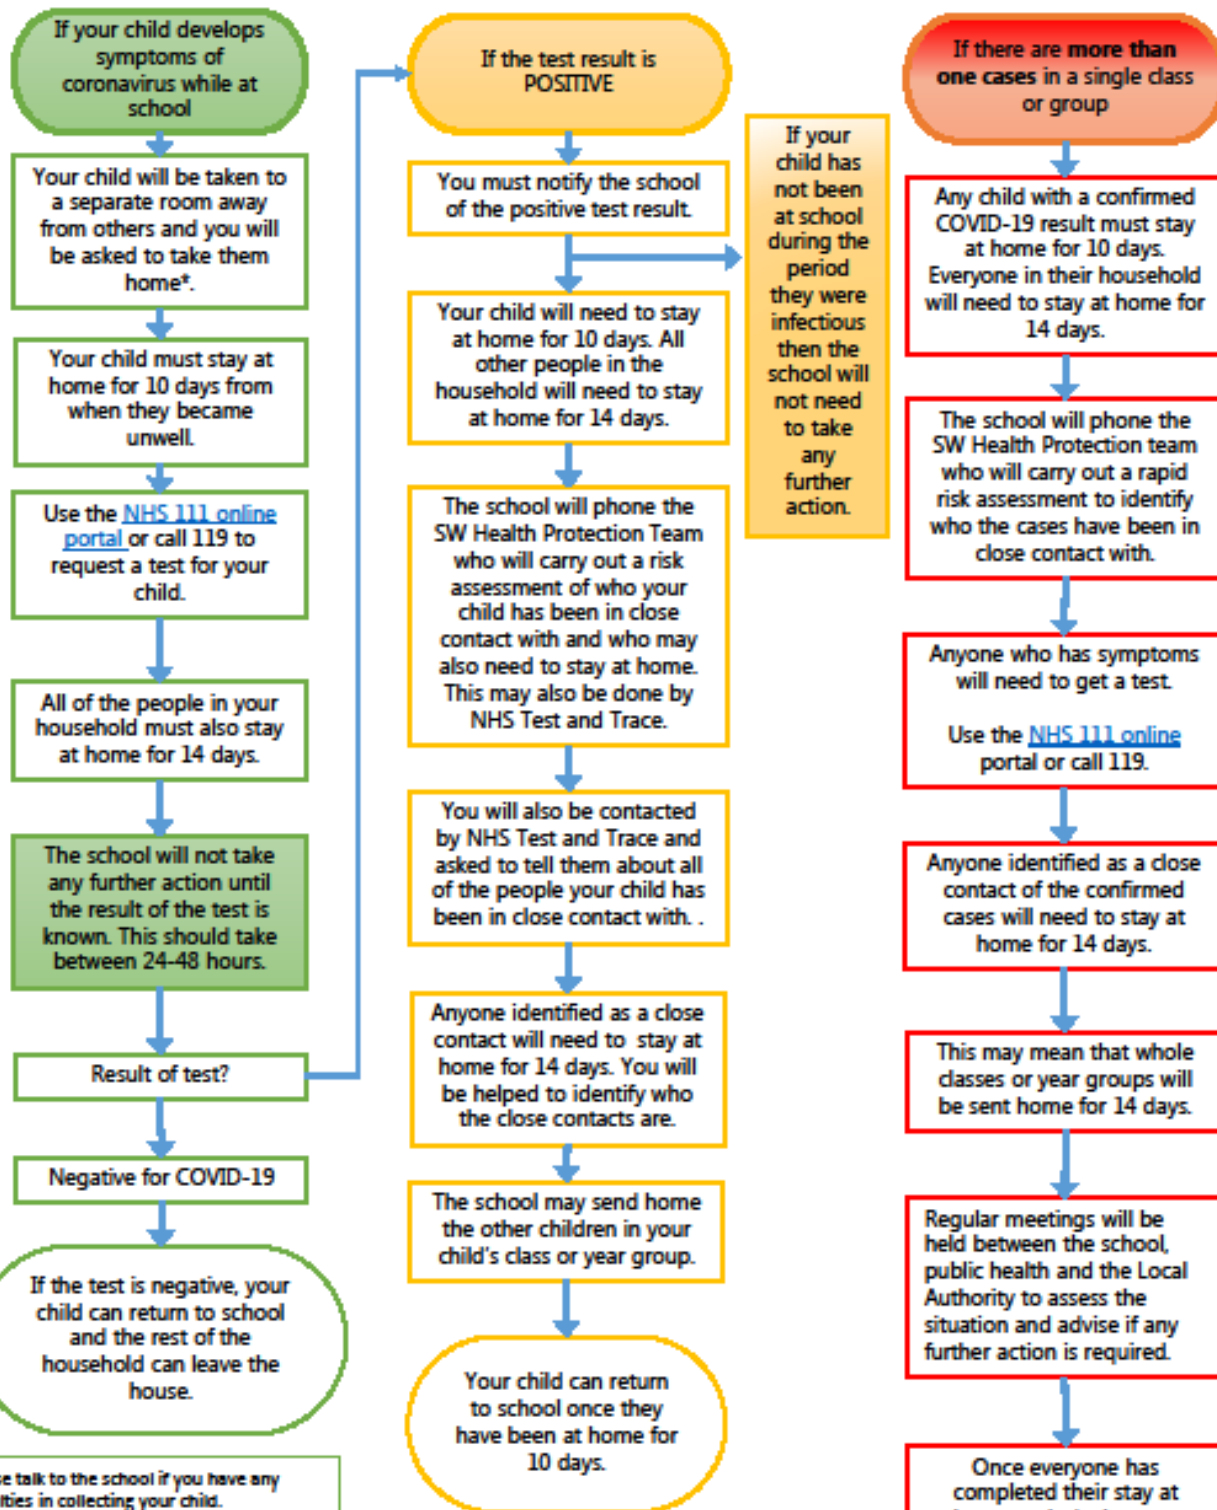 If your child develops
symptoms of
coronavirus while at
school
Your child will be taken to
a separate room away
from others and you will
be asked to take them
home*.
Your child must stay at
home for 10 days from
when they became
unwell.
Use the NHS 111 online
portal or call 119 to
request a test for your
child.
All of the people in your
household must also stay
at home for 14 days.
The school will not take
any further action until
the result of the test is
known. This should take
between 24-48 hours.
Result of test?
Negative for COVID-19
If the test is negative, your
child can return to school
and the rest of the
household can leave the
house.
talk to the school if you have any
in collecting your child.
If the test result is
POSITIVE
You must notify the school
of the positive test result.
If your
child has
not been
at school
during the
period
they were
infectious
then the
school will
not need
to take
any
further
action.
Your child will need to stay
at home for 10 days. All
other people in the
household will need to stay
at home for 14 days.
The school will phone the
SW Health Protection Team
who will carry out a risk
assessment of who your
child has been in close
contact with and who may
also need to stay at home.
This may also be done by
NHS Test and Trace.
You will also be contacted
by NHS Test and Trace and
asked to tell them about all
of the people your child has
been in close contact with. .
Anyone identified as a close
contact will need to stay at
home for 14 days. You will
be helped to identify who
the close contacts are.
The school may send home
the other children in your
child's class or year group.
Your child can return
to school once they
have been at home for
10 days.
If there are more than
one cases in a single class
or group
Any child with a confirmed
COVID-19 result must stay
at home for 10 days.
Everyone in their household
will need to stay at home for
14 days.
The school will phone the
SW Health Protection team
who will carry out a rapid
risk assessment to identify
who the cases have been in
close contact with.
Anyone who has symptoms
will need to get a test.
Use the NHS 111 online
portal or call 119.
Anyone identified as a close
contact of the confirmed
cases will need to stay at
home for 14 days.
This may mean that whole
classes or year groups will
be sent home for 14 days.
Regular meetings will be
held between the school,
public health and the Local
Authority to assess the
situation and advise if any
further action is required.
Once everyone has
completed their stay at